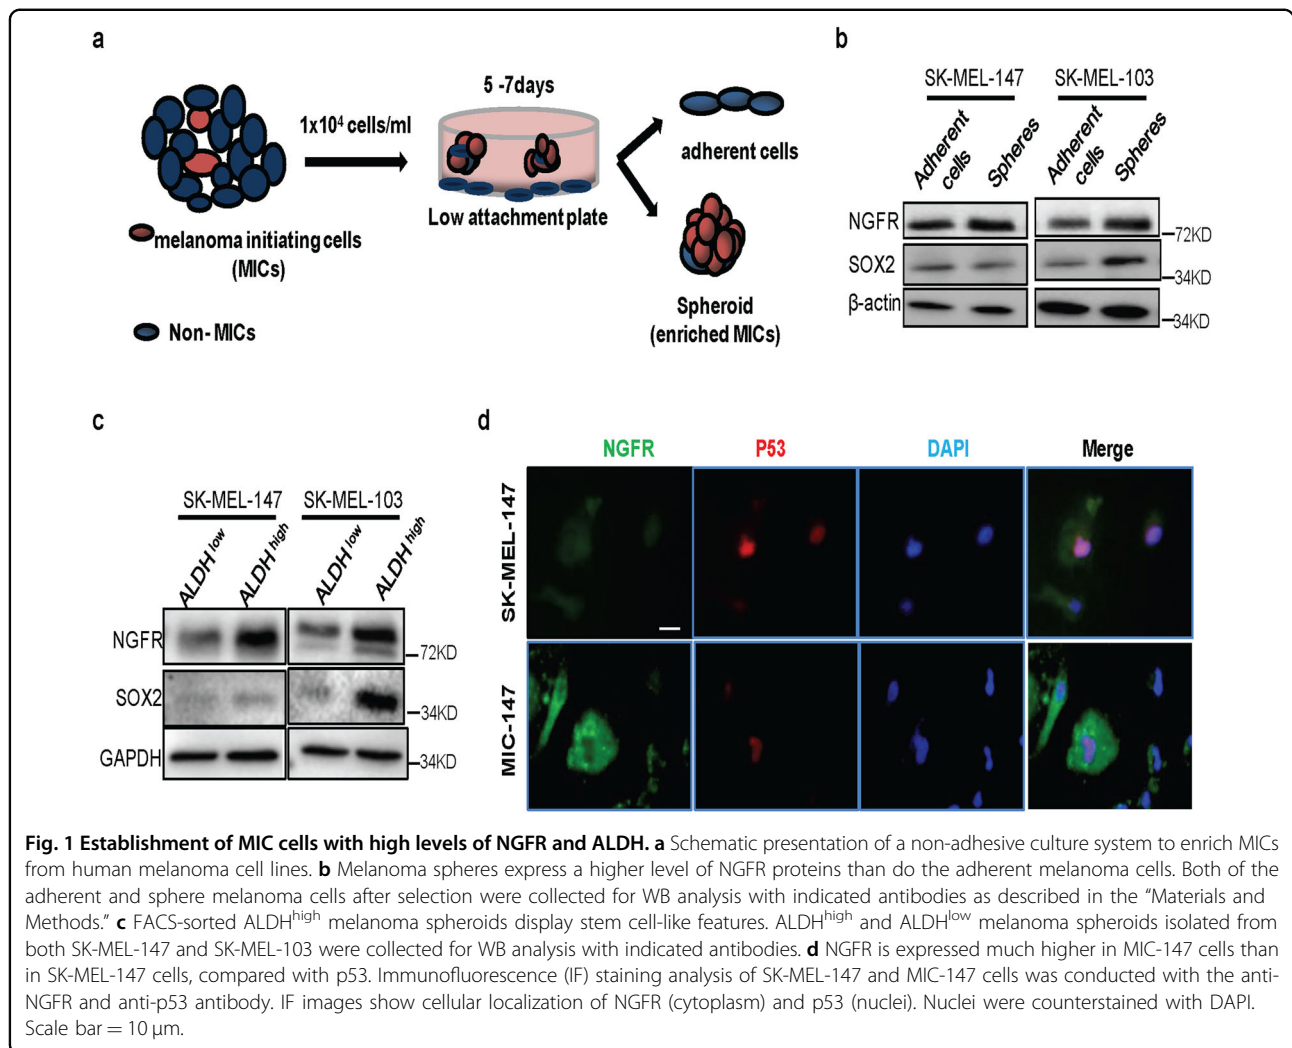 a
5 -7days
1x10⁴ cells/ml
adherent cells
Low attachment plate
melanoma initiating cells
(MICs)
Non- MICs
Spheroid
(enriched MICs)
b
SK-MEL-147 SK-MEL-103
Adherent cells Spheres Adherent cells Spheres
NGFR
72KD
SOX2
34KD
β-actin
34KD
c
SK-MEL-147 SK-MEL-103
ALDH^low ALDH^high ALDH^low ALDH^high
NGFR
72KD
SOX2
34KD
GAPDH
34KD
d
NGFR P53 DAPI Merge
SK-MEL-147
MIC-147
Fig. 1 Establishment of MIC cells with high levels of NGFR and ALDH. a Schematic presentation of a non-adhesive culture system to enrich MICs
from human melanoma cell lines. b Melanoma spheres express a higher level of NGFR proteins than do the adherent melanoma cells. Both of the
adherent and sphere melanoma cells after selection were collected for WB analysis with indicated antibodies as described in the “Materials and
Methods.” c FACS-sorted ALDH^high melanoma spheroids display stem cell-like features. ALDH^high and ALDH^low melanoma spheroids isolated from
both SK-MEL-147 and SK-MEL-103 were collected for WB analysis with indicated antibodies. d NGFR is expressed much higher in MIC-147 cells than
in SK-MEL-147 cells, compared with p53. Immunofluorescence (IF) staining analysis of SK-MEL-147 and MIC-147 cells was conducted with the anti-
NGFR and anti-p53 antibody. IF images show cellular localization of NGFR (cytoplasm) and p53 (nuclei). Nuclei were counterstained with DAPI.
Scale bar = 10 μm.